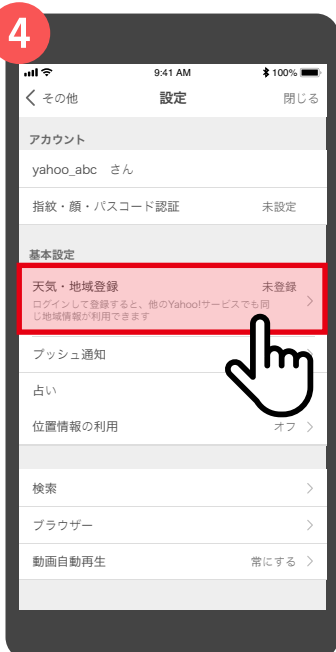 4
9:41 AM 100%
その他 設定 閉じる
アカウント
yahoo_abc さん
指紋・顔・パスコード認証 未設定
基本設定
天気・地域登録 未登録
ログインして登録すると、他のYahoo!サービスでも同
じ地域情報が利用できます
プッシュ通知
占い
位置情報の利用 オフ
検索
ブラウザー
動画自動再生 常にする